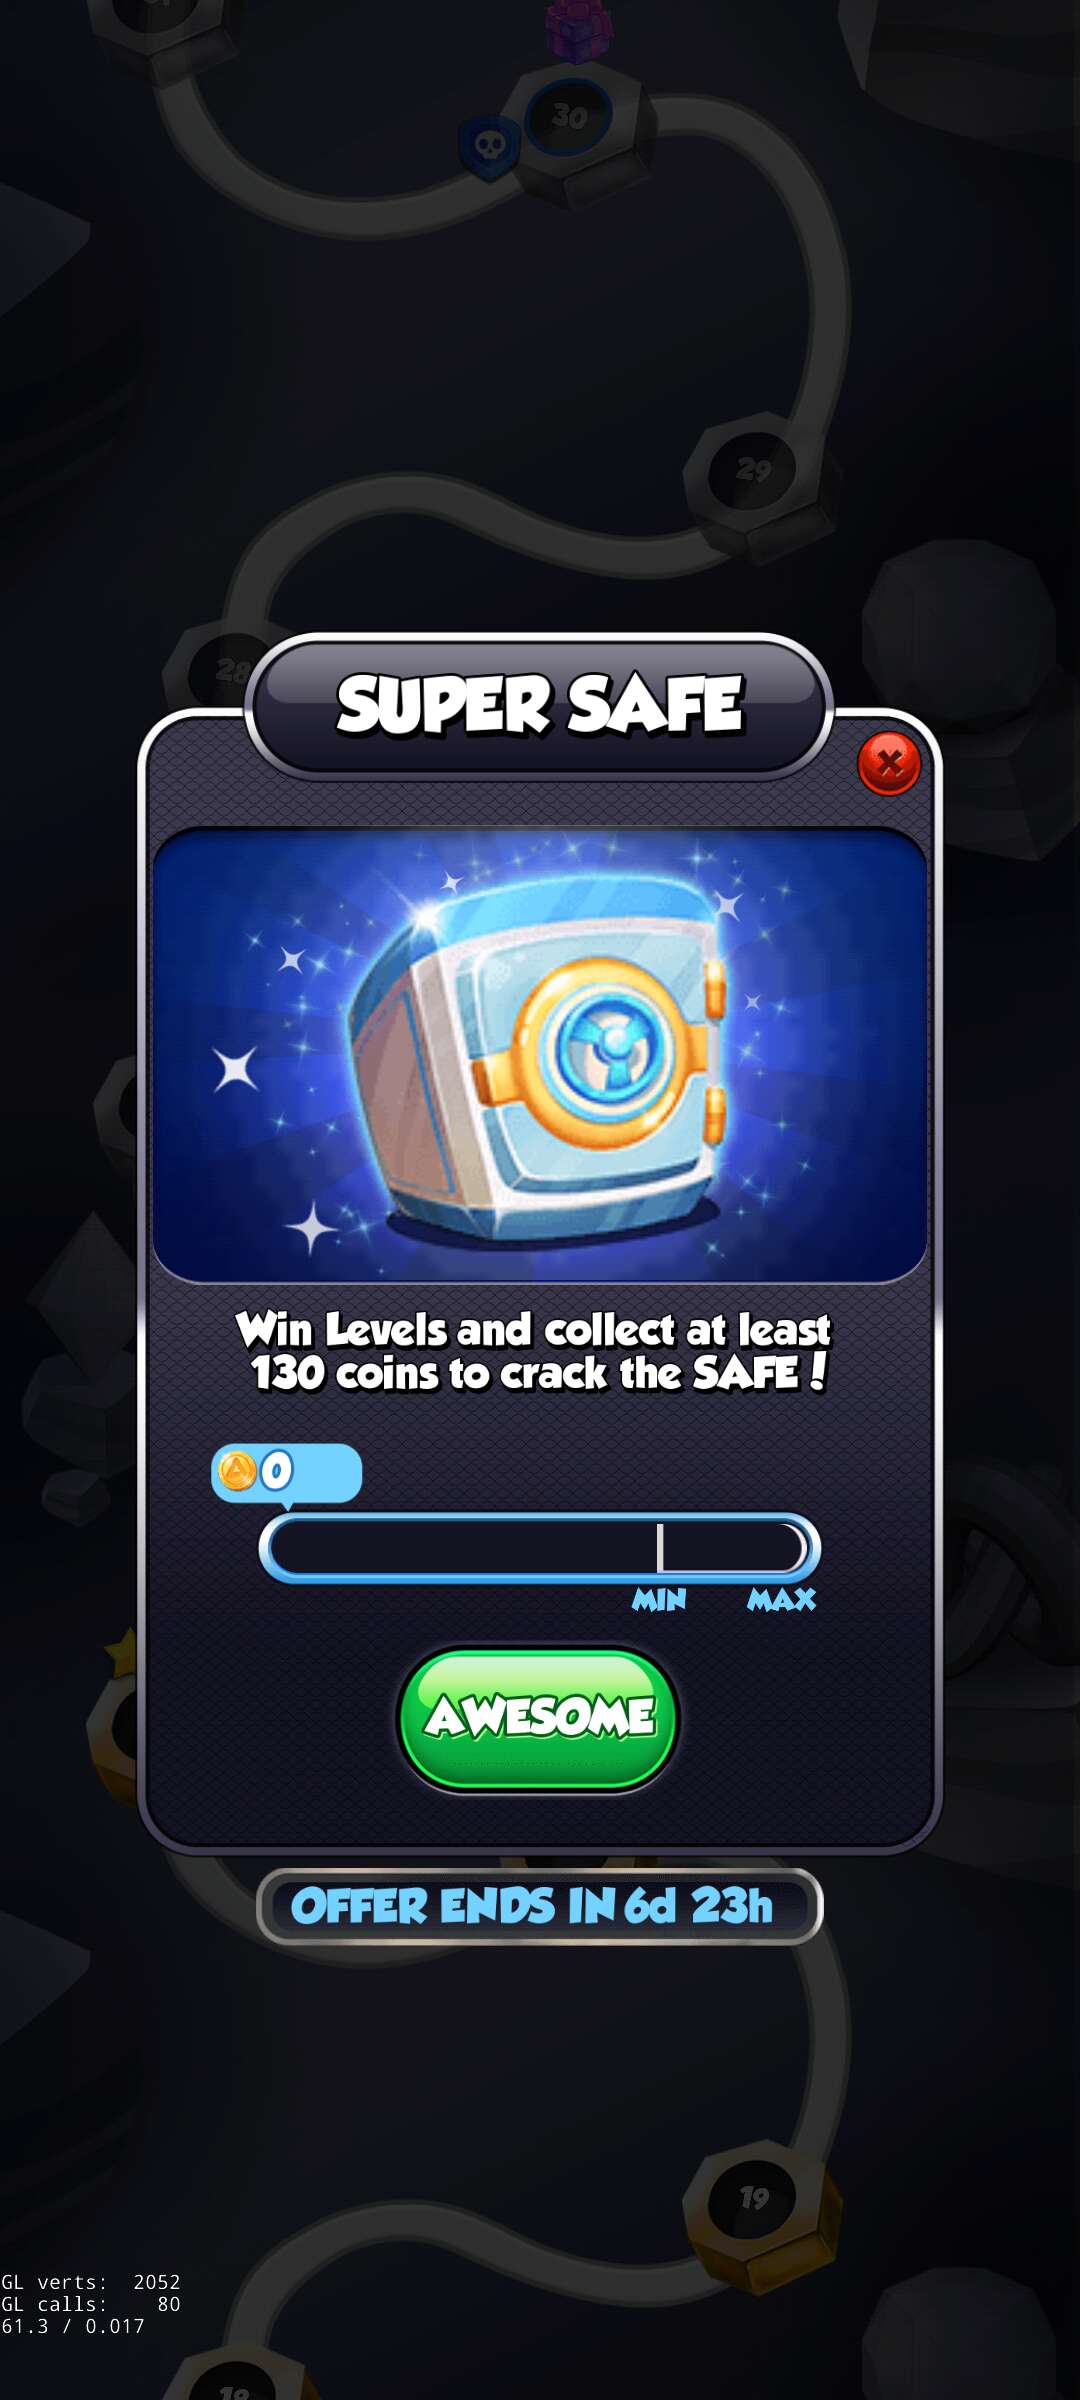 30
29
28
SUPER SAFE
Win Levels and collect at least
130 coins to crack the SAFE!
0
MIN MAX
AWESOME
OFFER ENDS IN 6d 23h
19
GL verts: 2052
GL calls: 80
61.3 / 0.017
18